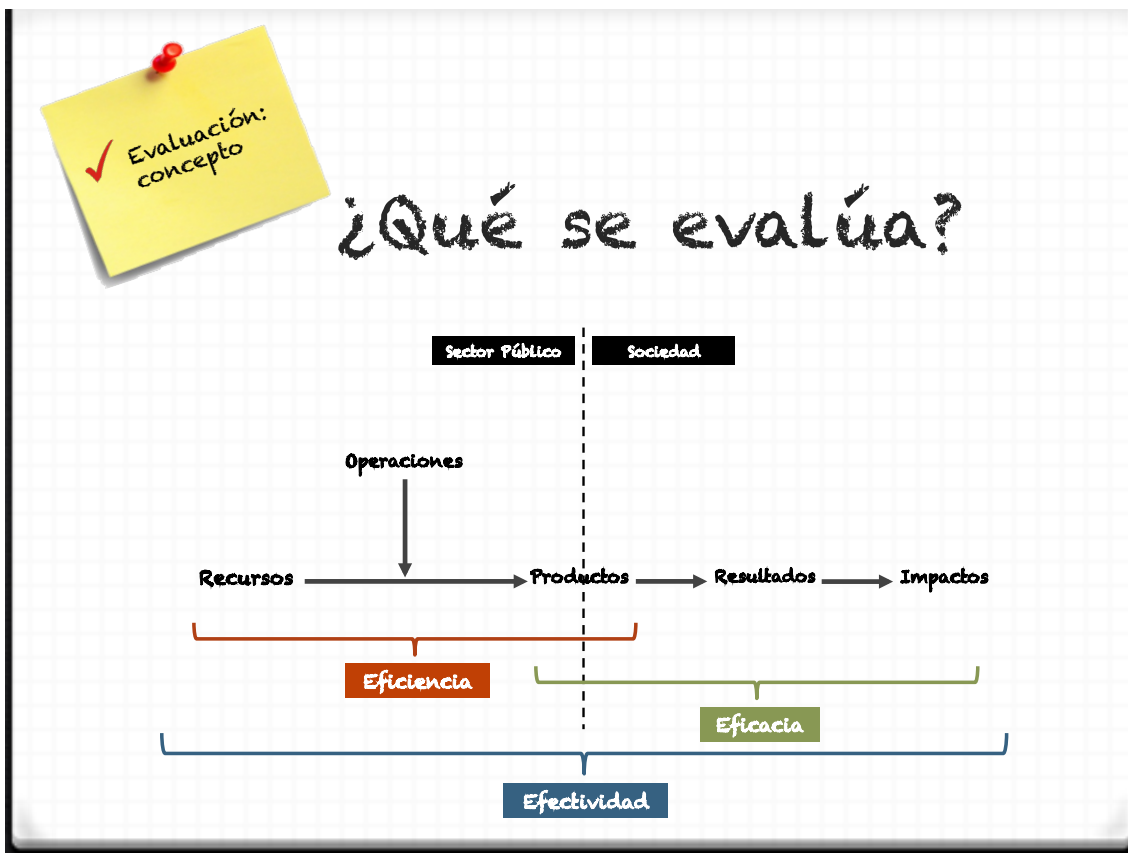 Evaluación:
concepto
¿Qué se evalúa?
Sector Público
Sociedad
Operaciones
Recursos
Productos
Resultados
Impactos
Eficiencia
Eficacia
Efectividad